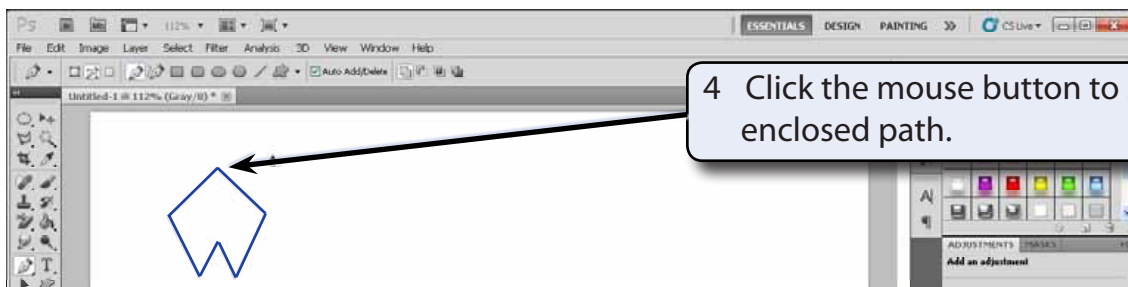 Ps 112% ESSENTIALS DESIGN PAINTING CS Live
File Edit Image Layer Select Filter Analysis 3D View Window Help
Auto Add/Delete
Untitled-1 @ 112% (Gray/8) *
4 Click the mouse button to
enclosed path.
A
T
ADJUSTMENTS MASKS
Add an adjustment